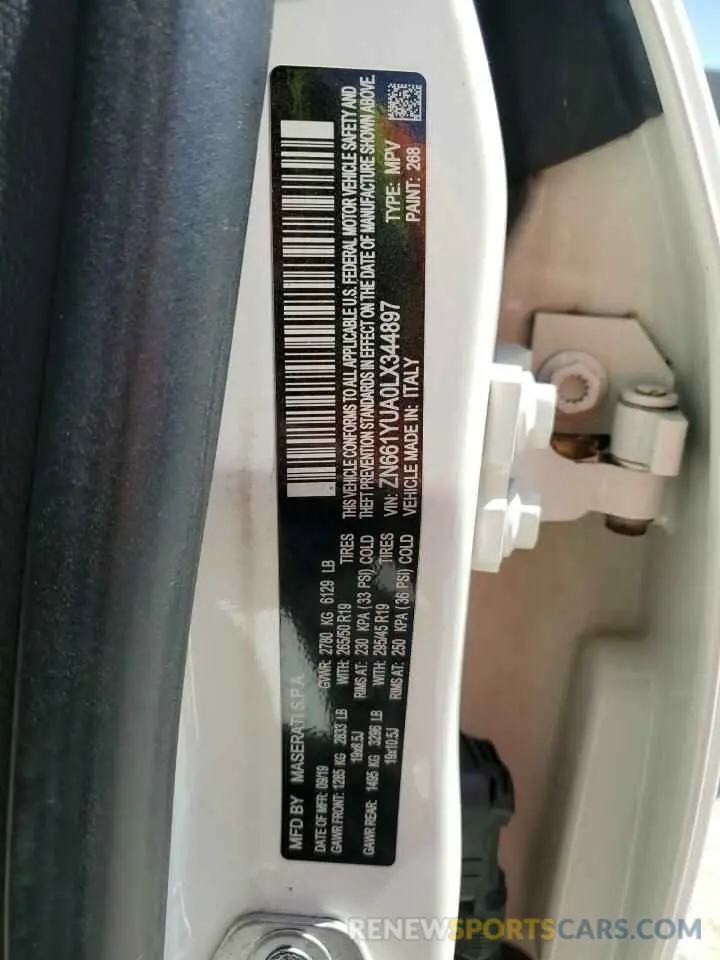 MFD BY MASERATI S.P.A.
DATE OF MFR: 09/19 GVWR: 2780 KG 6129 LB
GAWR FRONT: 1285 KG 2833 LB WITH: 265/50 R19 TIRES
19x8.5J RIMS AT: 230 KPA (33 PSI) COLD
GAWR REAR: 1495 KG 3296 LB WITH: 295/45 R19 TIRES
19x10.5J RIMS AT: 250 KPA (36 PSI) COLD
THIS VEHICLE CONFORMS TO ALL APPLICABLE U.S. FEDERAL MOTOR VEHICLE SAFETY AND
THEFT PREVENTION STANDARDS IN EFFECT ON THE DATE OF MANUFACTURE SHOWN ABOVE.
VIN: ZN661YUA0LX344897 TYPE: MPV
VEHICLE MADE IN: ITALY PAINT: 268
RENEWSPORTSCARS.COM